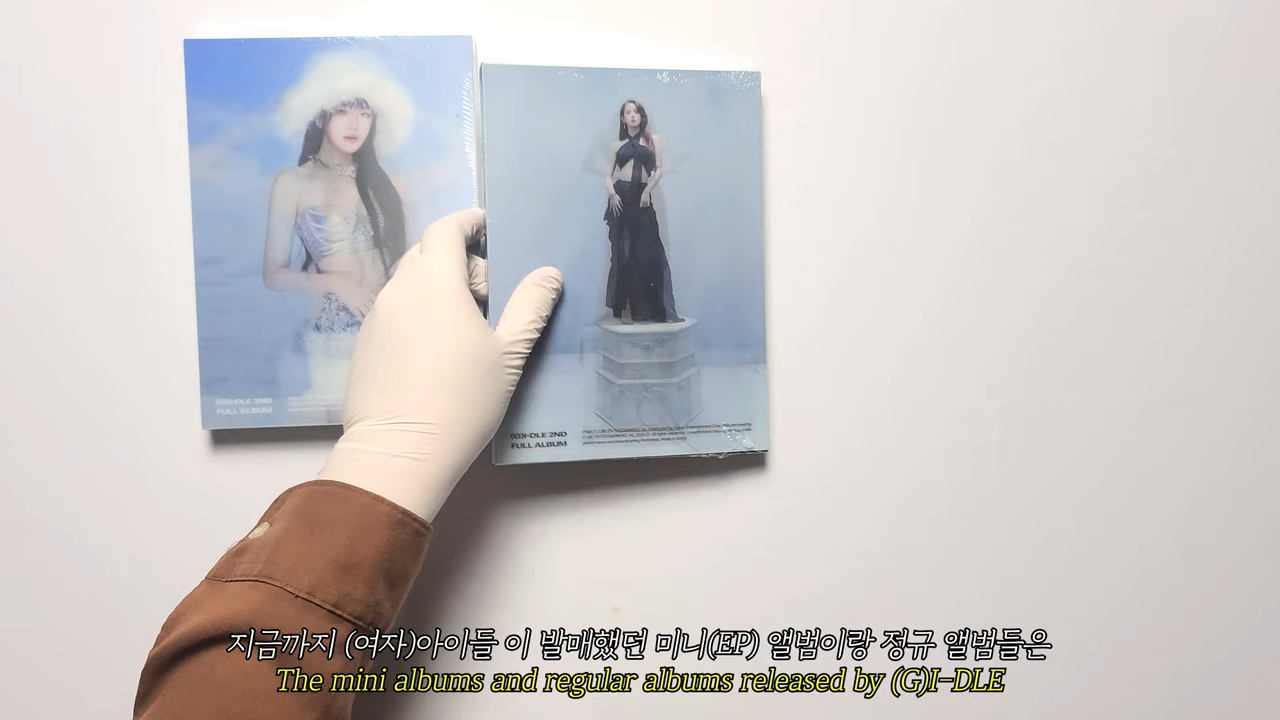 (G)I-DLE 2ND
FULL ALBUM
(G)I-DLE 2ND
FULL ALBUM
지금까지 (여자)아이들 이 발매했던 미니(EP) 앨범이랑 정규 앨범들은
The mini albums and regular albums released by (G)I-DLE